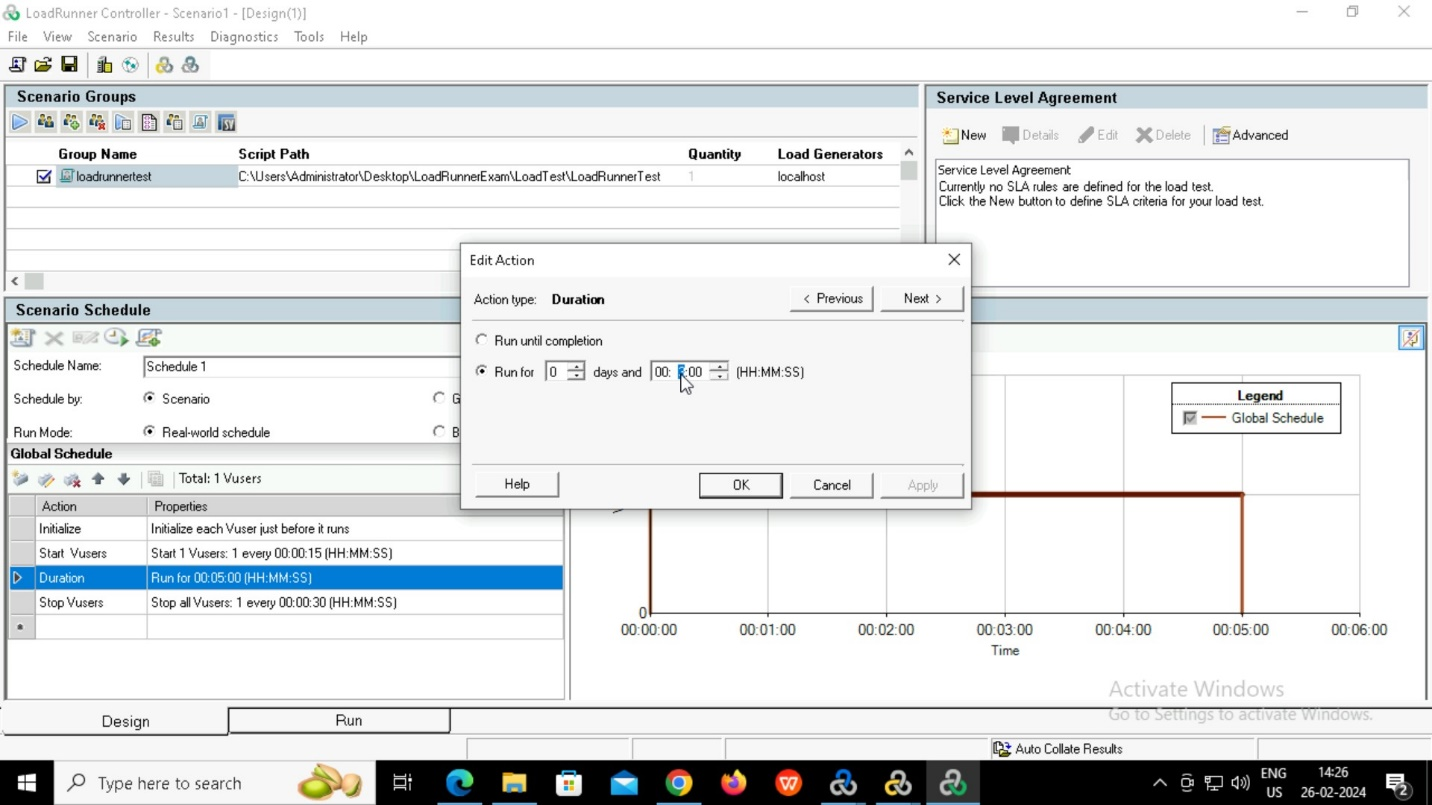 LoadRunner Controller - Scenario1 - [Design(1)]
File View Scenario Results Diagnostics Tools Help
Scenario Groups
Group Name Script Path Quantity Load Generators
loadrunnertest C:\Users\Administrator\Desktop\LoadRunnerExam\LoadTest\LoadRunnerTest 1 localhost
Service Level Agreement
New Details Edit Delete Advanced
Service Level Agreement
Currently no SLA rules are defined for the load test.
Click the New button to define SLA criteria for your load test.
Scenario Schedule
Schedule Name: Schedule 1
Schedule by: Scenario G
Run Mode: Real-world schedule B
Global Schedule
Total: 1 Vusers
Action Properties
Initialize Initialize each Vuser just before it runs
Start Vusers Start 1 Vusers: 1 every 00:00:15 (HH:MM:SS)
Duration Run for 00:05:00 (HH:MM:SS)
Stop Vusers Stop all Vusers: 1 every 00:00:30 (HH:MM:SS)
*
Edit Action
Action type: Duration < Previous Next >
Run until completion
Run for 0 days and 00: :00 (HH:MM:SS)
Help OK Cancel Apply
Legend
Global Schedule
0
00:00:00 00:01:00 00:02:00 00:03:00 00:04:00 00:05:00 00:06:00
Time
Activate Windows
Go to Settings to activate Windows.
Design Run
Auto Collate Results
Type here to search
ENG
US
14:26
26-02-2024
2